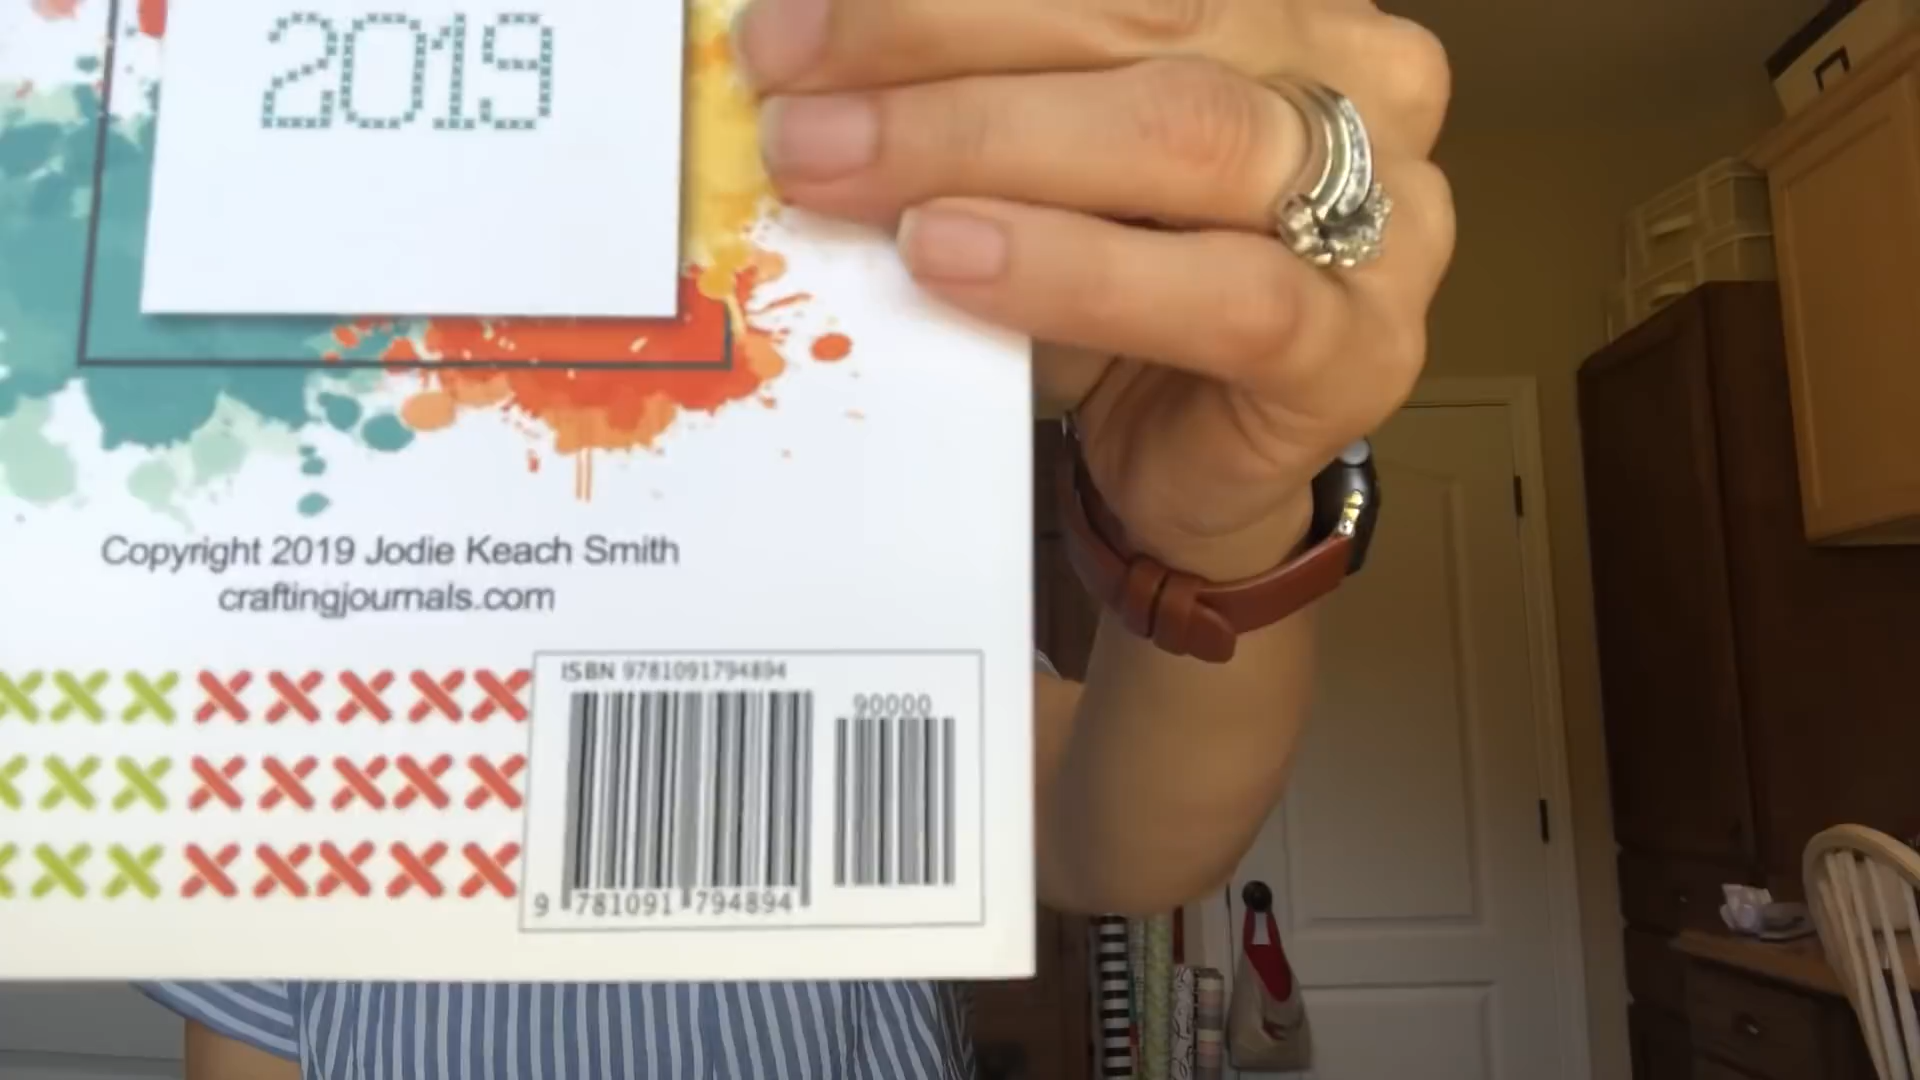 2019
Copyright 2019 Jodie Keach Smith
craftingjournals.com
ISBN 9781091794894
90000
9 781091 794894